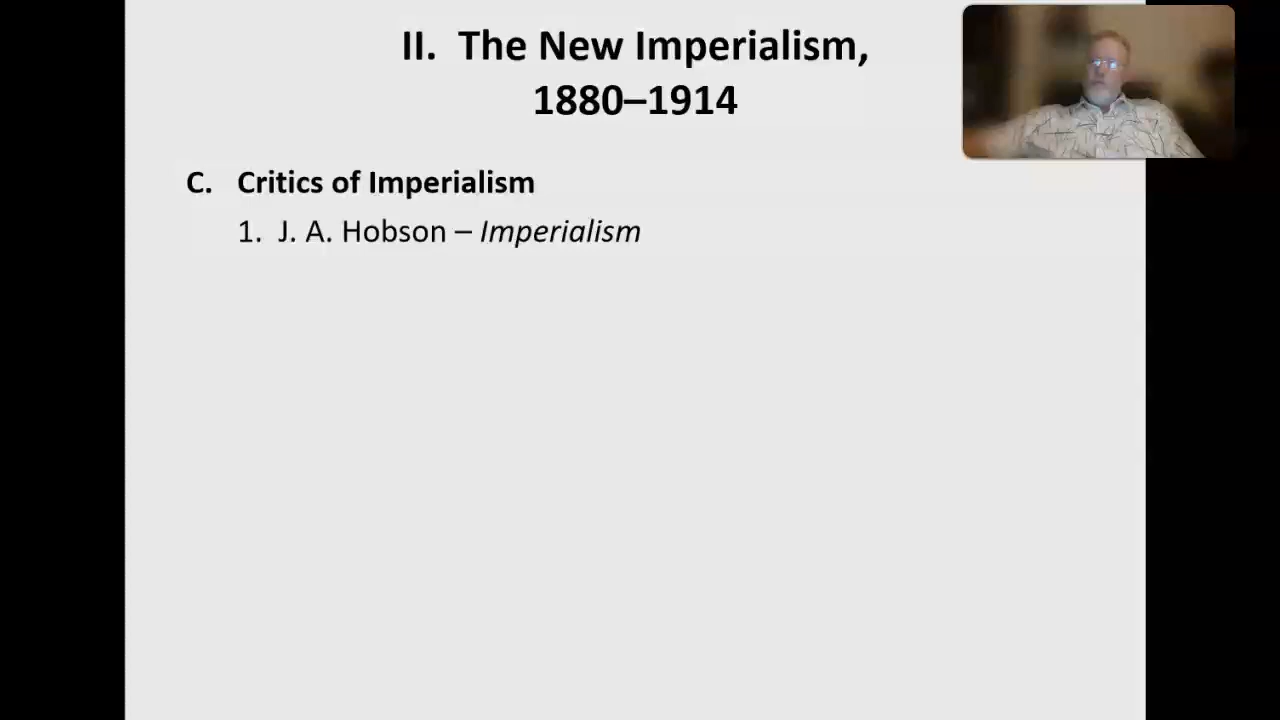 II. The New Imperialism,
1880–1914
C. Critics of Imperialism
1. J. A. Hobson – Imperialism